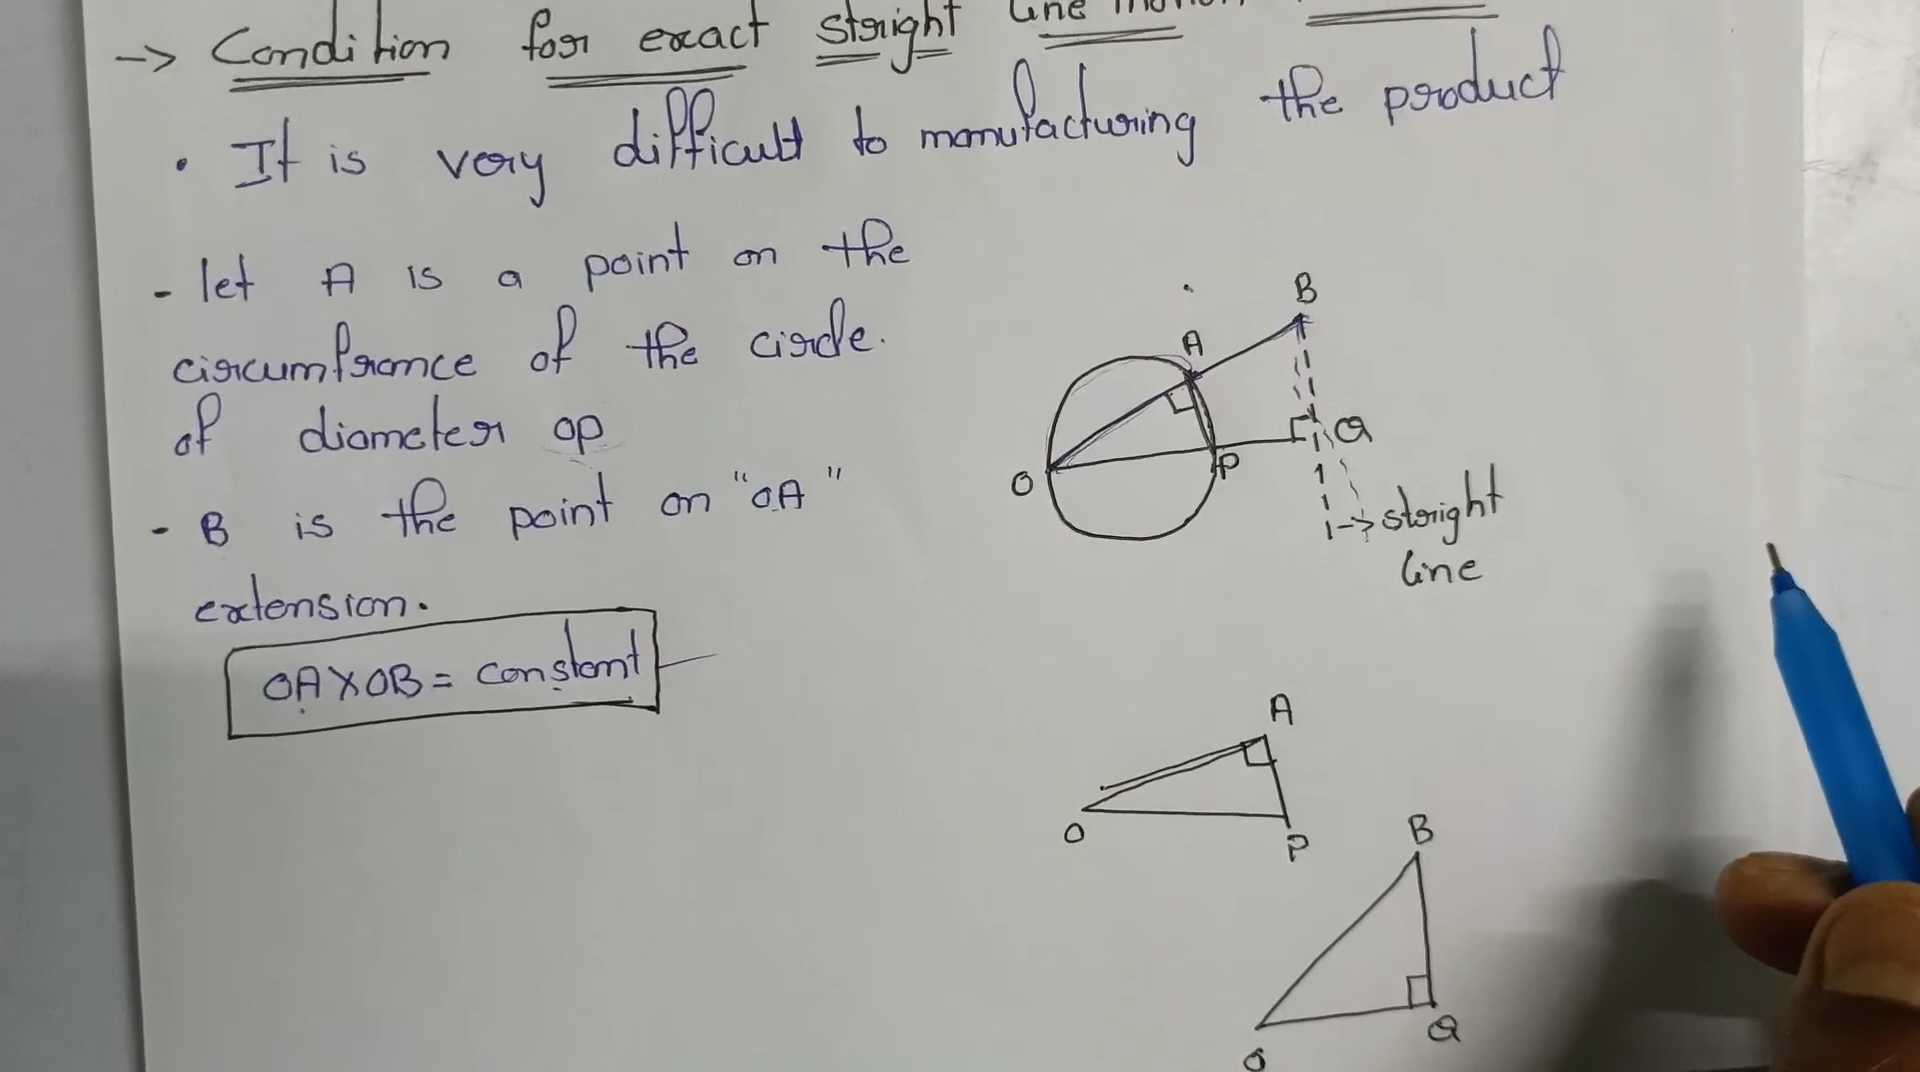 -> Condition for exact straight line
• It is very difficult to manufacturing the product
- let A is a point on the
circumfrance of the circle.
of diameter op
- B is the point on "OA"
extension.
OA X OB = constant
B
A
O
P
Q
-> straight
line
A
O
P
B
O
Q